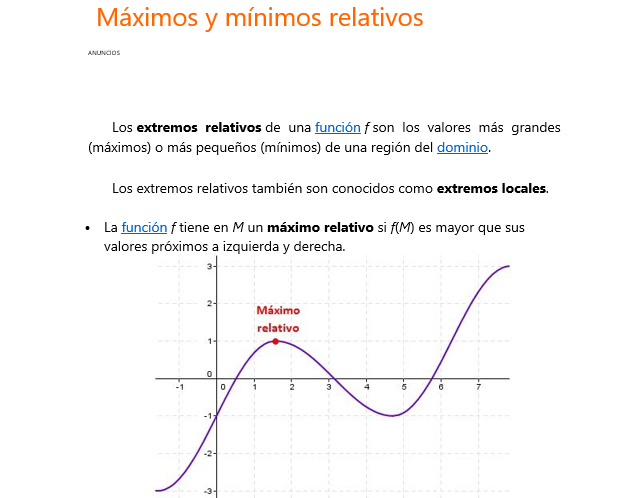 Máximos y mínimos relativos
ANUNCIOS
Los extremos relativos de una función f son los valores más grandes
(máximos) o más pequeños (mínimos) de una región del dominio.
Los extremos relativos también son conocidos como extremos locales.
• La función f tiene en M un máximo relativo si f(M) es mayor que sus
valores próximos a izquierda y derecha.
3
2
Máximo
relativo
1
0
-1 0 1 2 3 4 5 6 7
-1
-2
-3